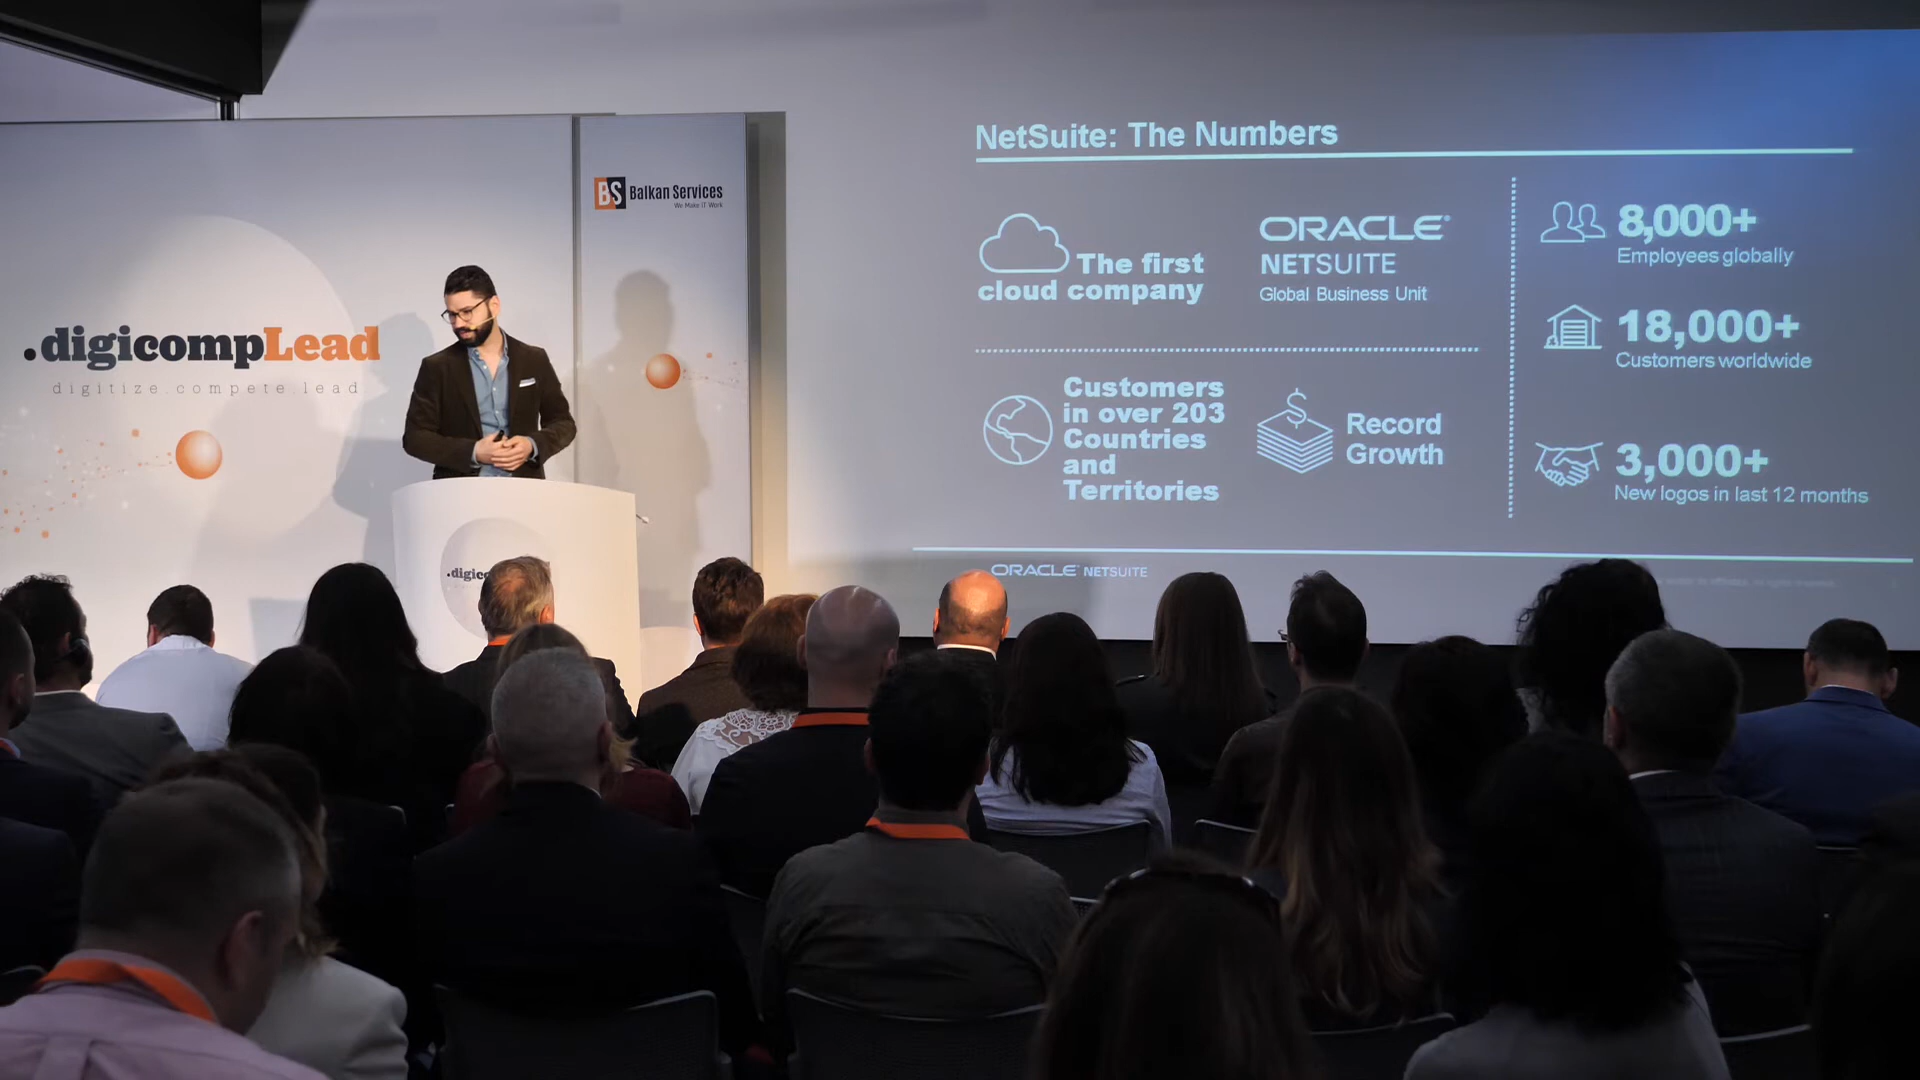 BS Balkan Services
We Make IT Work
.digicompLead
digitize.compete.lead
.digic
NetSuite: The Numbers
The first
cloud company
ORACLE®
NETSUITE
Global Business Unit
Customers
in over 203
Countries
and
Territories
$
Record
Growth
8,000+
Employees globally
18,000+
Customers worldwide
3,000+
New logos in last 12 months
ORACLE® NETSUITE